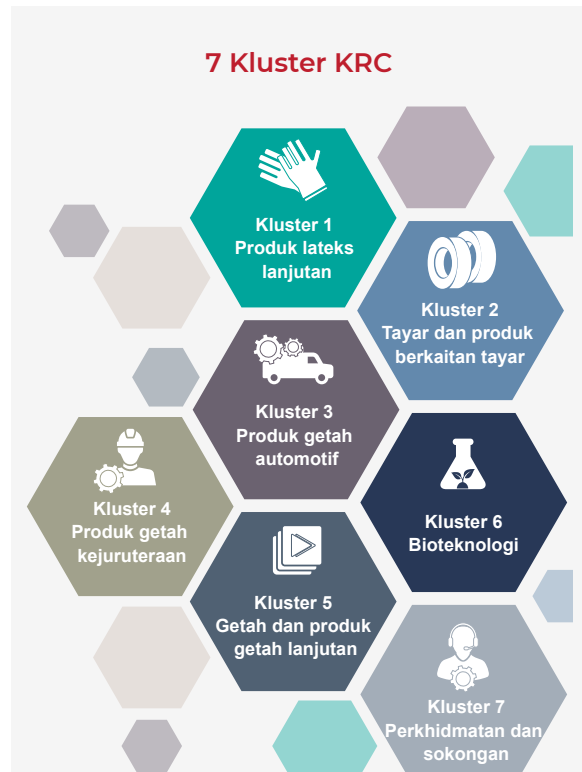 7 Kluster KRC
Kluster 1
Produk lateks
lanjutan
Kluster 2
Tayar dan produk
berkaitan tayar
Kluster 3
Produk getah
automotif
Kluster 4
Produk getah
kejuruteraan
Kluster 5
Getah dan produk
getah lanjutan
Kluster 6
Bioteknologi
Kluster 7
Perkhidmatan dan
sokongan